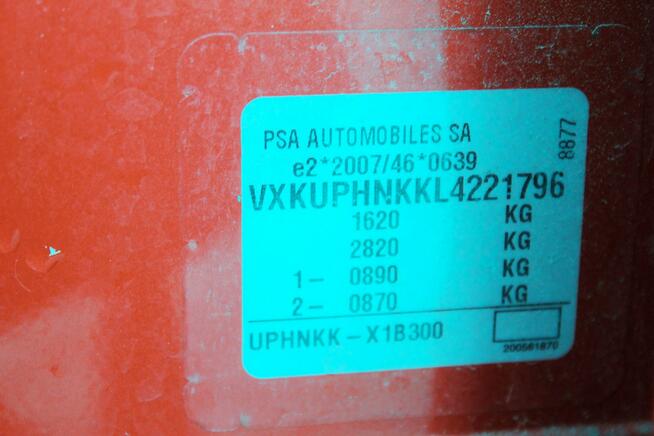 PSA AUTOMOBILES SA
e2*2007/46*0639
8877
VXKUPHNKKL4221796
1620 KG
2820 KG
1- 0890 KG
2- 0870 KG
UPHNKK - X1B300
200581870